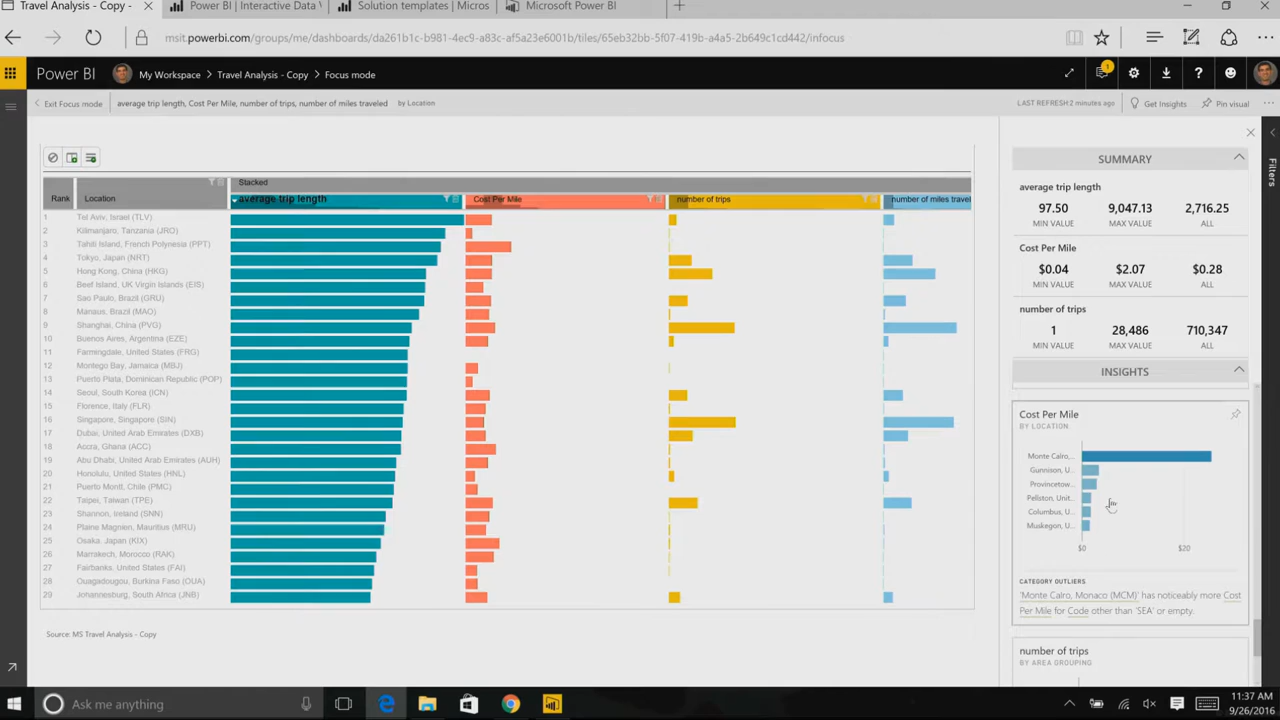 Travel Analysis - Copy - ×
Power BI | Interactive Data V
Solution templates | Micros
Microsoft Power BI
msit.powerbi.com/groups/me/dashboards/da261b1c-b981-4ec9-a83c-af5a23e6001b/tiles/65eb32bb-5f07-419b-a4a5-2b649c1cd442/infocus
Power BI My Workspace > Travel Analysis - Copy > Focus mode 1
Exit Focus mode average trip length, Cost Per Mile, number of trips, number of miles traveled by Location LAST REFRESH: 2 minutes ago Get Insights Pin visual
Filters
Stacked
Rank Location average trip length Cost Per Mile number of trips number of miles travel
1 Tel Aviv, Israel (TLV)
2 Kilimanjaro, Tanzania (JRO)
3 Tahiti Island, French Polynesia (PPT)
4 Tokyo, Japan (NRT)
5 Hong Kong, China (HKG)
6 Beef Island, UK Virgin Islands (EIS)
7 Sao Paulo, Brazil (GRU)
8 Manaus, Brazil (MAO)
9 Shanghai, China (PVG)
10 Buenos Aires, Argentina (EZE)
11 Farmingdale, United States (FRG)
12 Montego Bay, Jamaica (MBJ)
13 Puerto Plata, Dominican Republic (POP)
14 Seoul, South Korea (ICN)
15 Florence, Italy (FLR)
16 Singapore, Singapore (SIN)
17 Dubai, United Arab Emirates (DXB)
18 Accra, Ghana (ACC)
19 Abu Dhabi, United Arab Emirates (AUH)
20 Honolulu, United States (HNL)
21 Puerto Montt, Chile (PMC)
22 Taipei, Taiwan (TPE)
23 Shannon, Ireland (SNN)
24 Plaine Magnien, Mauritius (MRU)
25 Osaka, Japan (KIX)
26 Marrakech, Morocco (RAK)
27 Fairbanks, United States (FAI)
28 Ouagadougou, Burkina Faso (OUA)
29 Johannesburg, South Africa (JNB)
Source: MS Travel Analysis - Copy
SUMMARY
average trip length
97.50 9,047.13 2,716.25
MIN VALUE MAX VALUE ALL
Cost Per Mile
$0.04 $2.07 $0.28
MIN VALUE MAX VALUE ALL
number of trips
1 28,486 710,347
MIN VALUE MAX VALUE ALL
INSIGHTS
Cost Per Mile
BY LOCATION
Monte Calro,...
Gunnison, U...
Provincetow...
Pellston, Unit...
Columbus, U...
Muskegon, U...
$0 $20
CATEGORY OUTLIERS
'Monte Calro, Monaco (MCM)' has noticeably more Cost
Per Mile for Code other than 'SEA' or empty.
number of trips
BY AREA GROUPING
Ask me anything
11:37 AM
9/26/2016